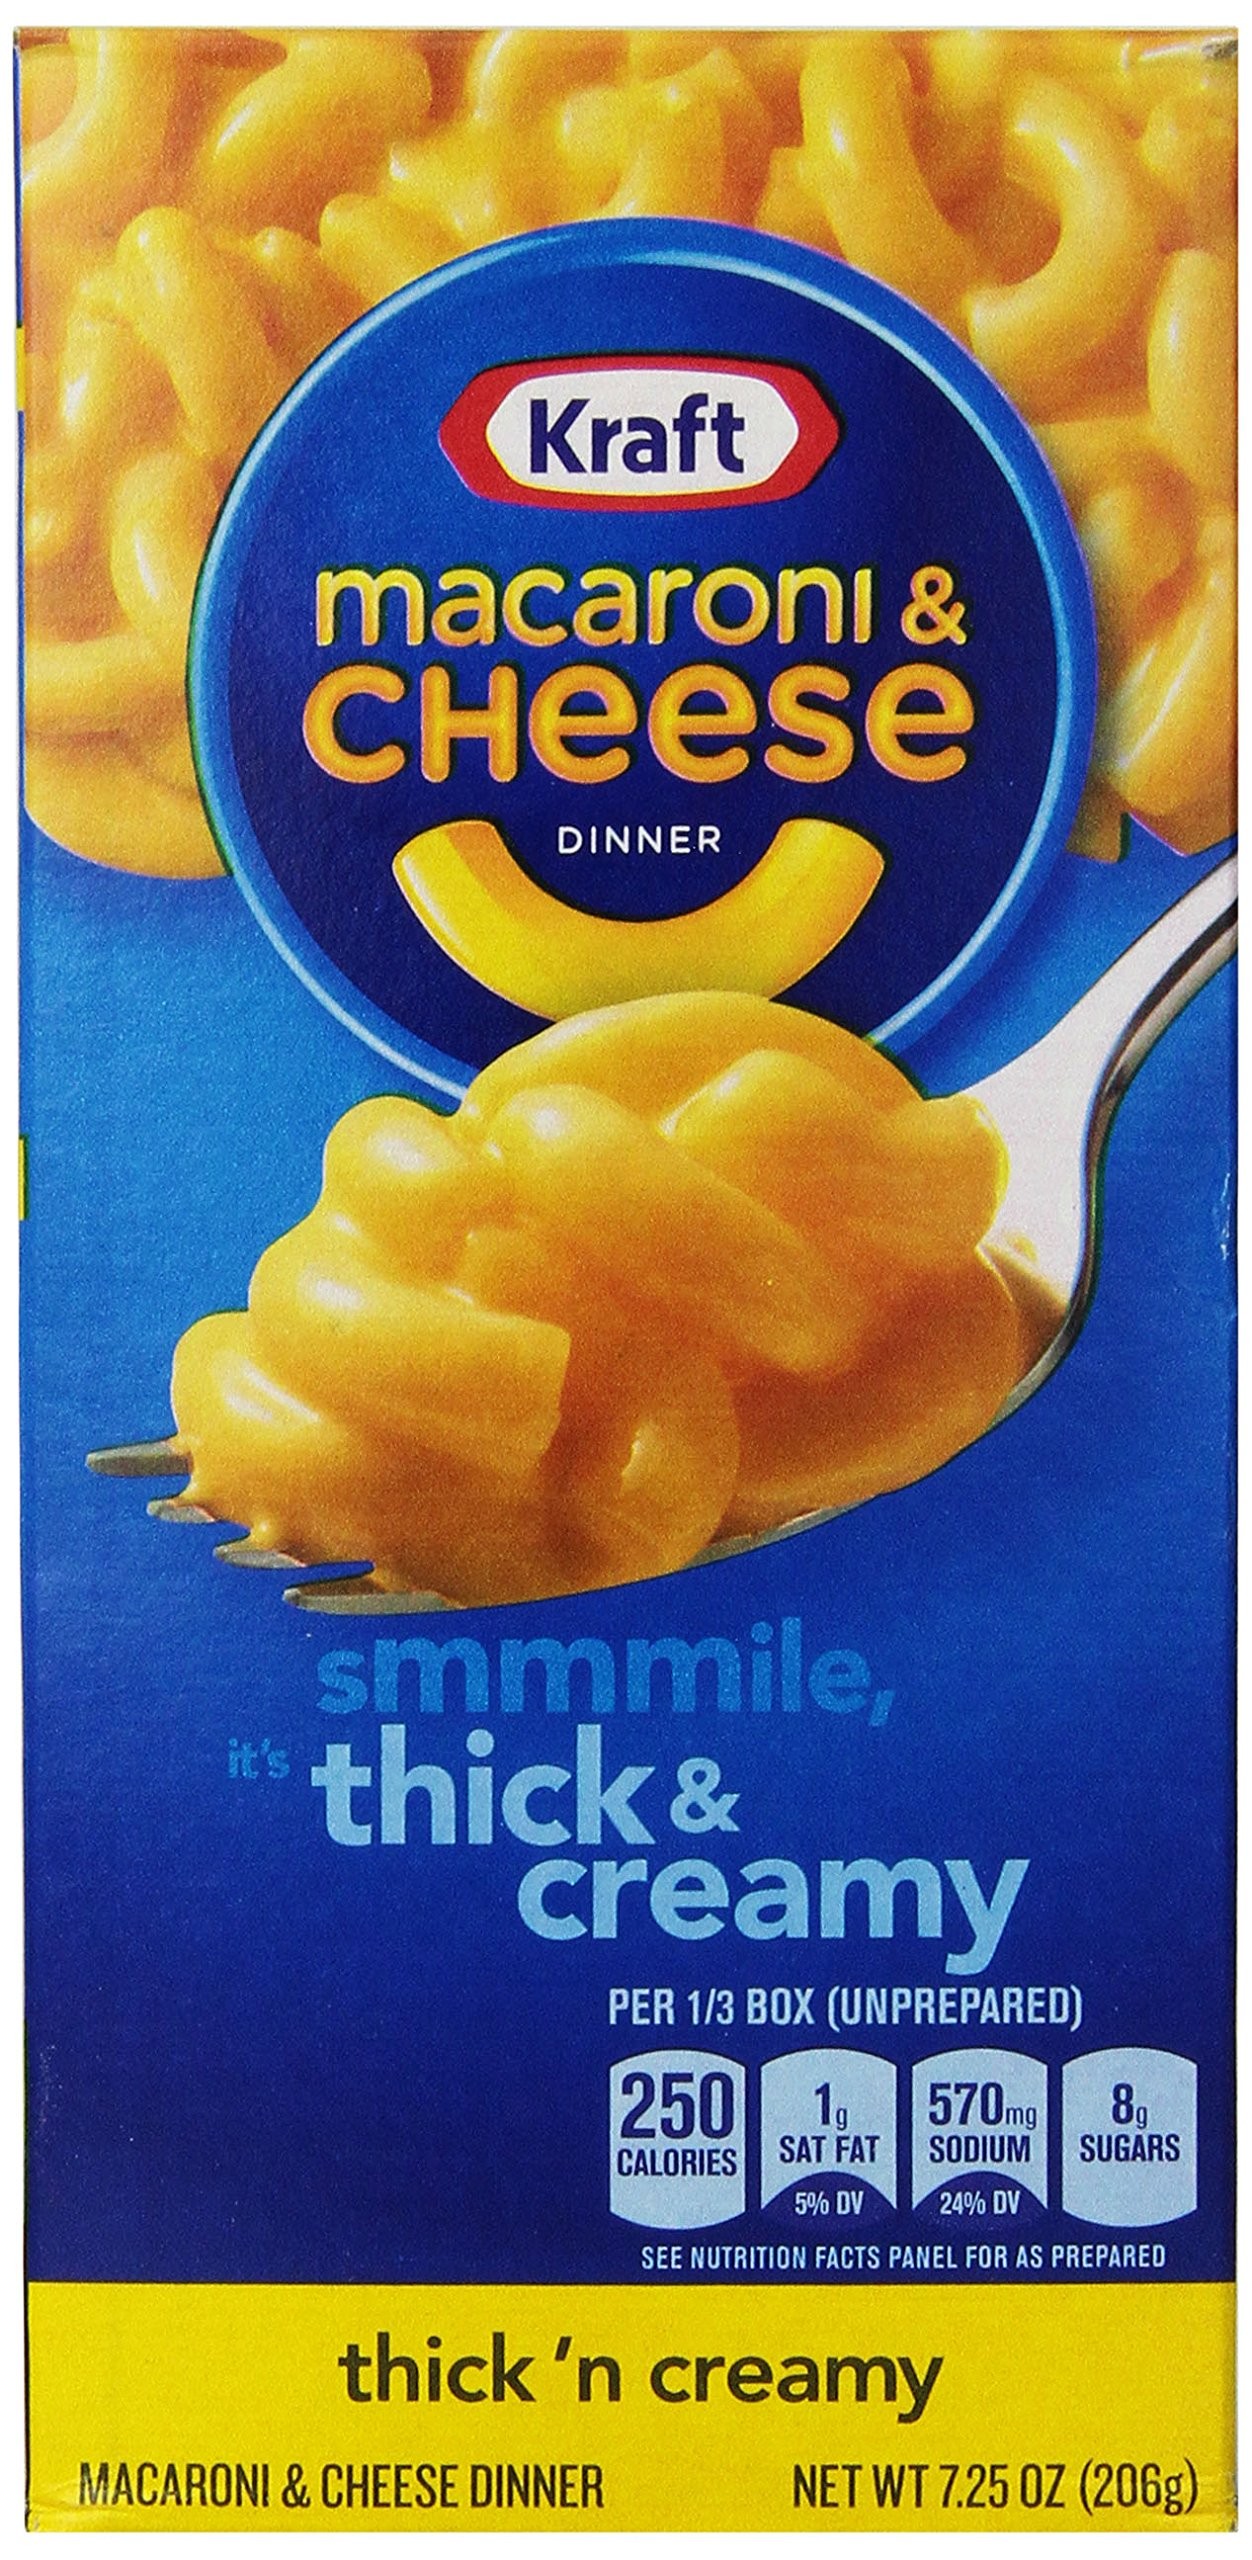 Kraft
macaroni &
CHeese
DINNER
smmmile,
it's thick &
creamy
PER 1/3 BOX (UNPREPARED)
250
CALORIES
1g
SAT FAT
5% DV
570mg
SODIUM
24% DV
8g
SUGARS
SEE NUTRITION FACTS PANEL FOR AS PREPARED
thick 'n creamy
MACARONI & CHEESE DINNER
NET WT 7.25 OZ (206g)